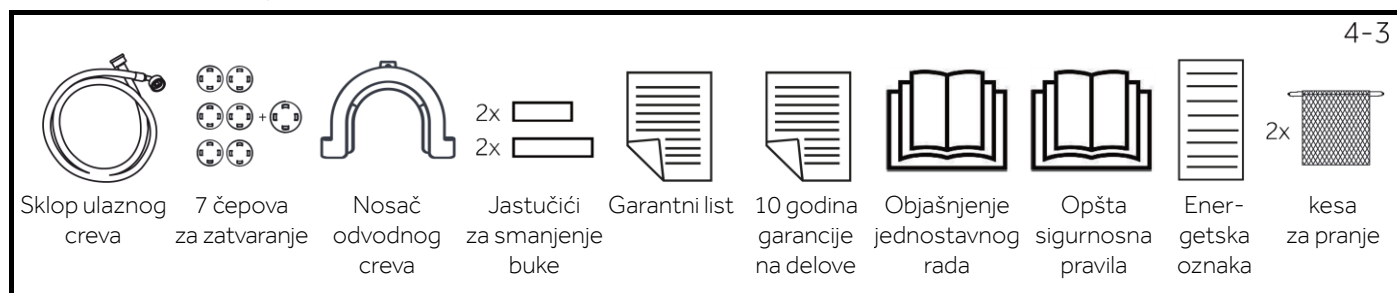 4-3
+
2x
2x
2x
Sklop ulaznog
creva
7 čepova
za zatvaranje
Nosač
odvodnog
creva
Jastučići
za smanjenje
buke
Garantni list
10 godina
garancije
na delove
Objašnjenje
jednostavnog
rada
Opšta
sigurnosna
pravila
Ener-
getska
oznaka
kesa
za pranje